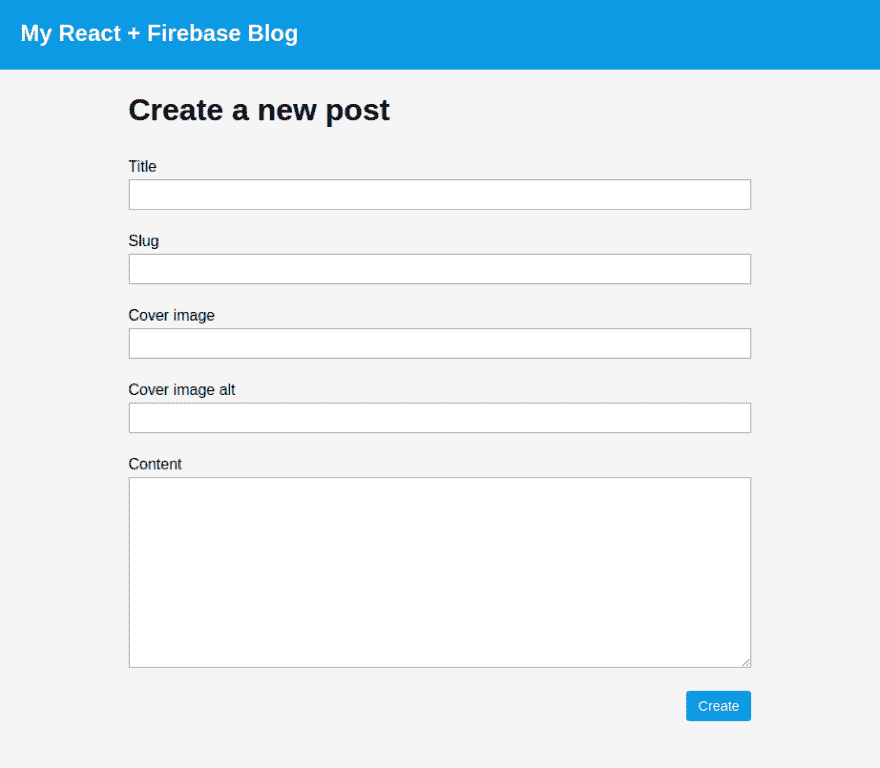 My React + Firebase Blog
Create a new post
Title
Slug
Cover image
Cover image alt
Content
Create